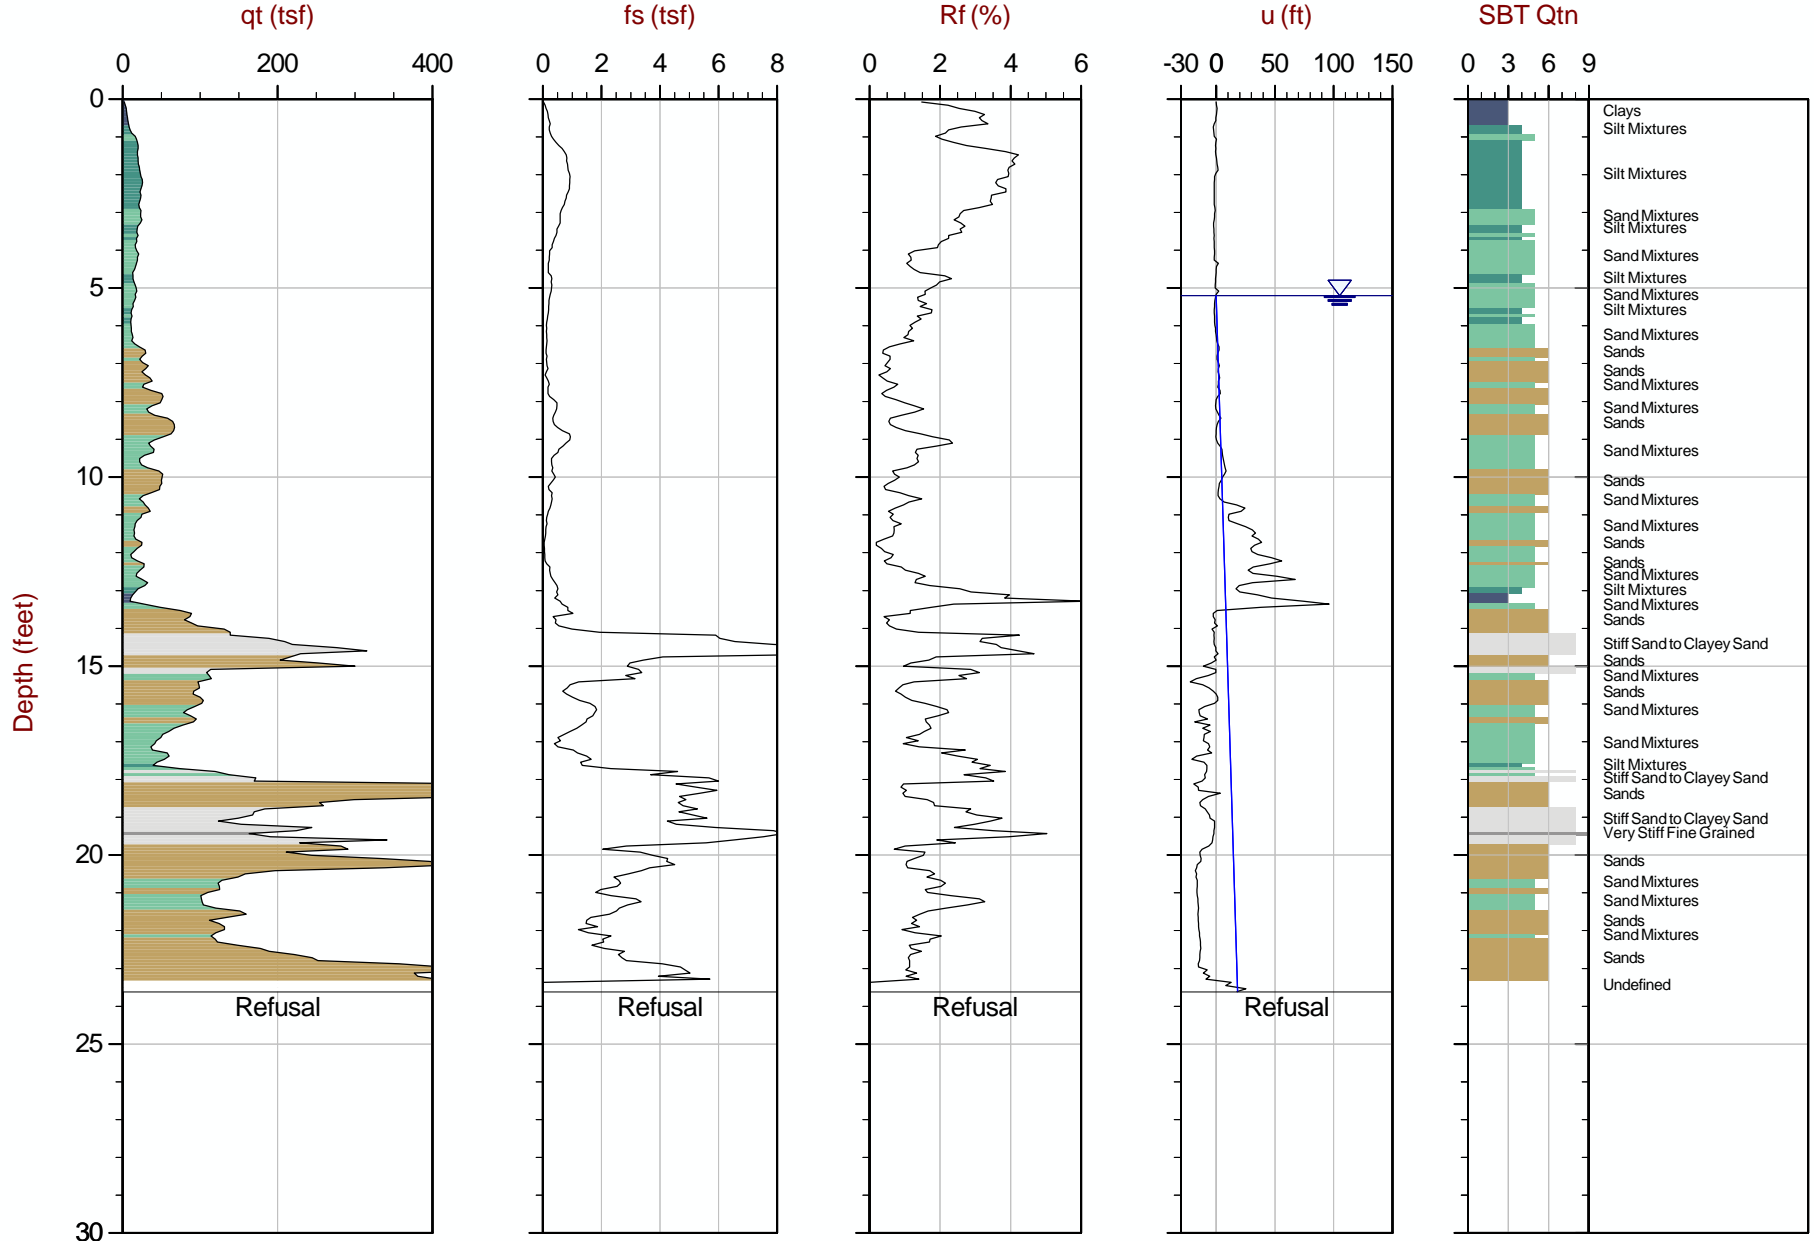 qt (tsf) fs (tsf) Rf (%) u (ft) SBT Qtn
0 200 400 0 2 4 6 8 0 2 4 6 -30 0 50 100 150 0 3 6 9
0
5
10
15
20
25
30
Depth (feet)
Clays
Silt Mixtures
Silt Mixtures
Sand Mixtures
Silt Mixtures
Sand Mixtures
Silt Mixtures
Sand Mixtures
Silt Mixtures
Sand Mixtures
Sands
Sands
Sand Mixtures
Sand Mixtures
Sands
Sand Mixtures
Sands
Sand Mixtures
Sand Mixtures
Sands
Sands
Sand Mixtures
Silt Mixtures
Sand Mixtures
Sands
Stiff Sand to Clayey Sand
Sands
Sand Mixtures
Sands
Sand Mixtures
Sand Mixtures
Silt Mixtures
Stiff Sand to Clayey Sand
Sands
Stiff Sand to Clayey Sand
Very Stiff Fine Grained
Sands
Sand Mixtures
Sand Mixtures
Sands
Sand Mixtures
Sands
Undefined
Refusal Refusal Refusal Refusal